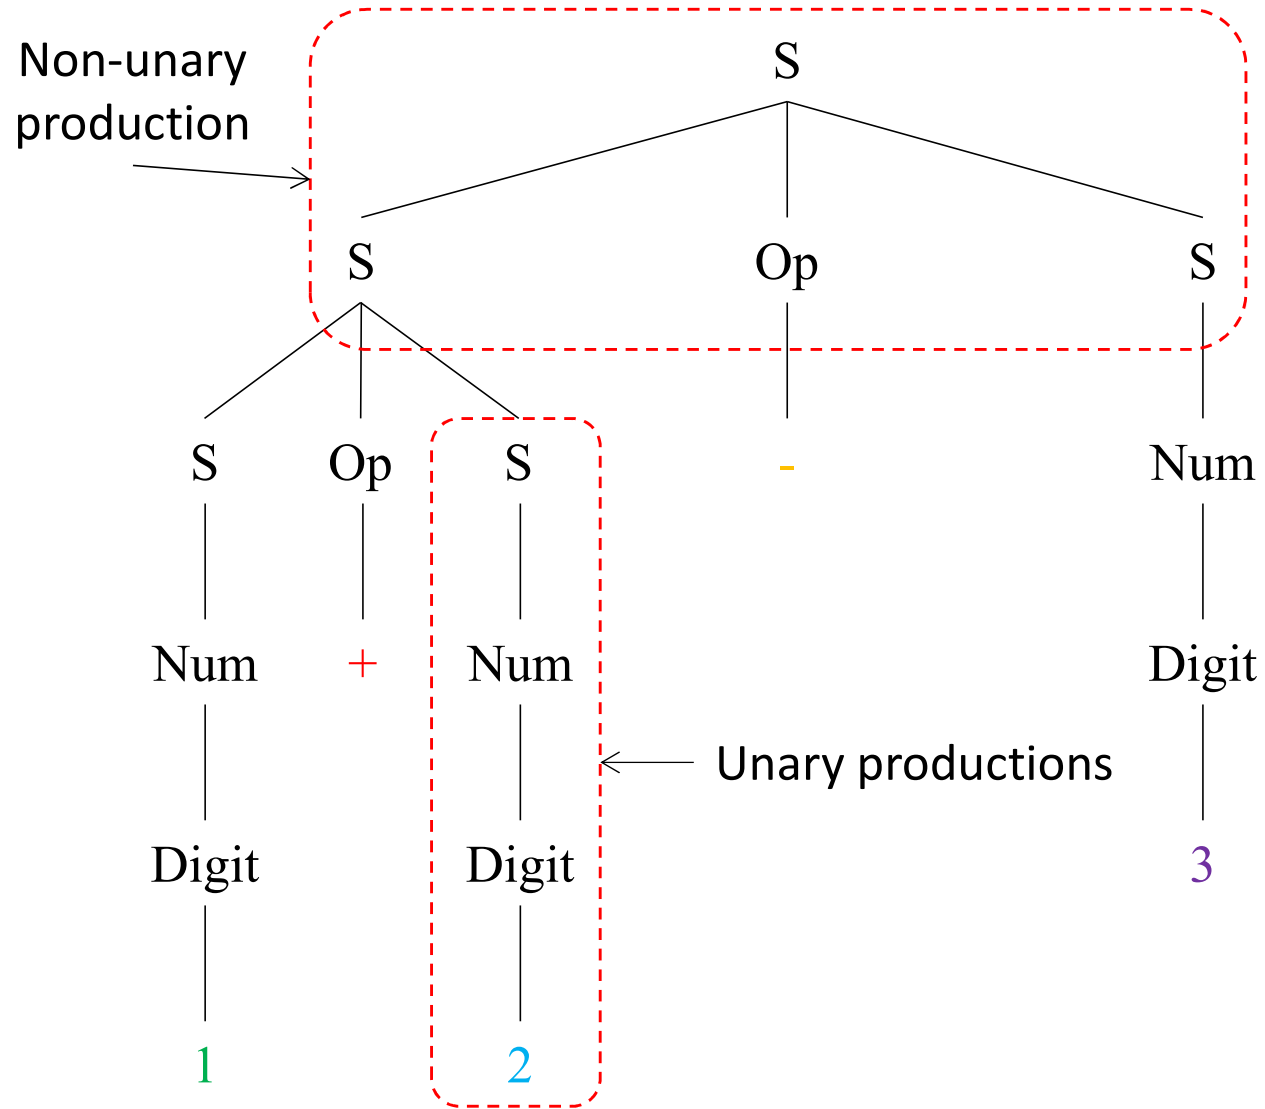 Non-unary
production
S
S Op S
S Op S - Num
Num + Num Digit
Unary productions
Digit Digit 3
1 2